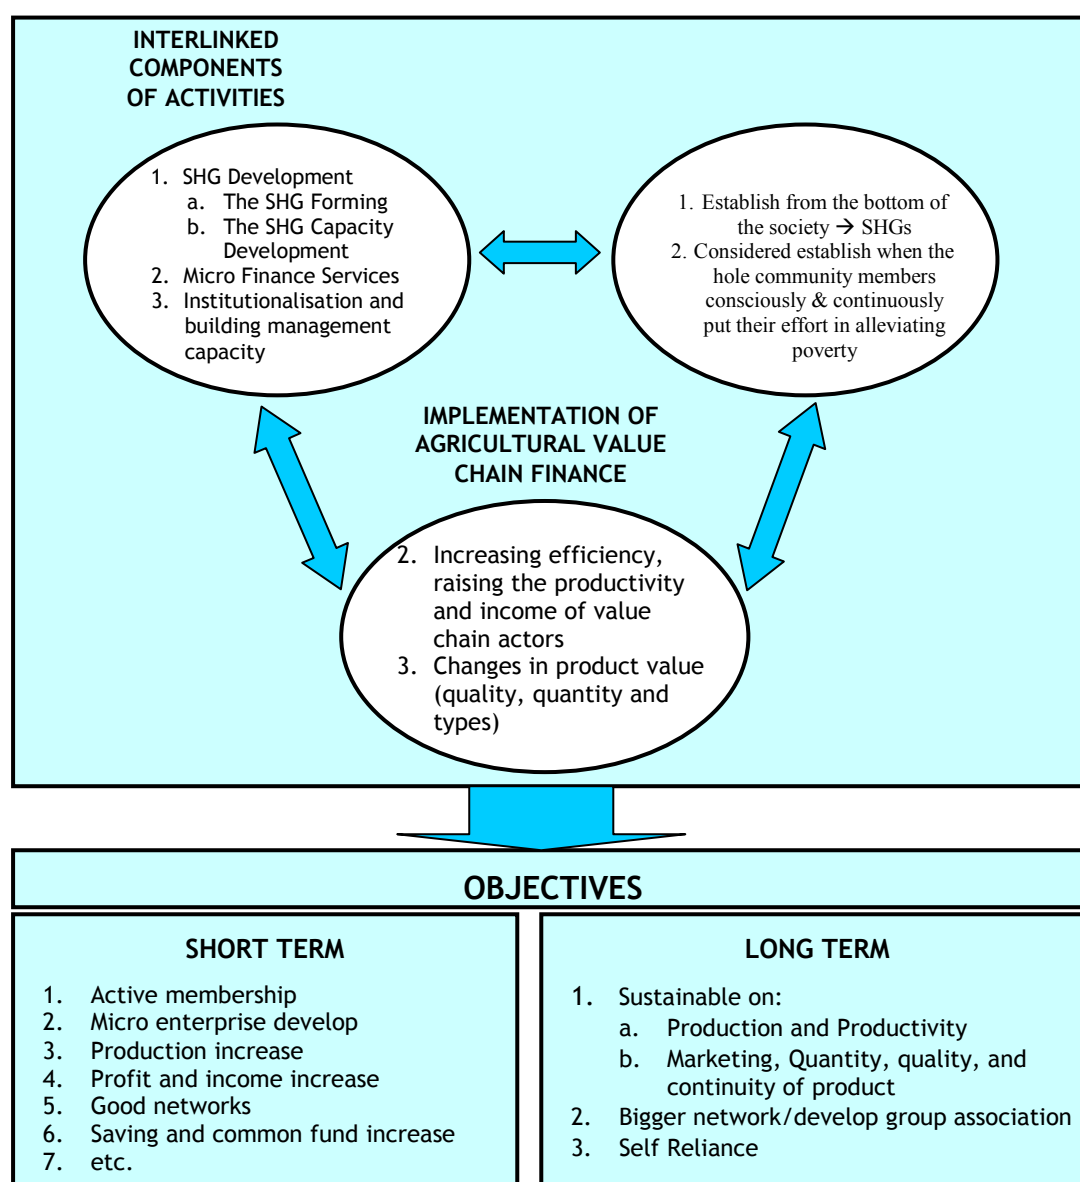 INTERLINKED
COMPONENTS
OF ACTIVITIES
1. SHG Development
a. The SHG Forming
b. The SHG Capacity
Development
2. Micro Finance Services
3. Institutionalisation and
building management
capacity
1. Establish from the bottom of
the society → SHGs
2. Considered establish when the
hole community members
consciously & continuously
put their effort in alleviating
poverty
IMPLEMENTATION OF
AGRICULTURAL VALUE
CHAIN FINANCE
2. Increasing efficiency,
raising the productivity
and income of value
chain actors
3. Changes in product value
(quality, quantity and
types)
OBJECTIVES
SHORT TERM
1. Active membership
2. Micro enterprise develop
3. Production increase
4. Profit and income increase
5. Good networks
6. Saving and common fund increase
7. etc.
LONG TERM
1. Sustainable on:
a. Production and Productivity
b. Marketing, Quantity, quality, and
continuity of product
2. Bigger network/develop group association
3. Self Reliance